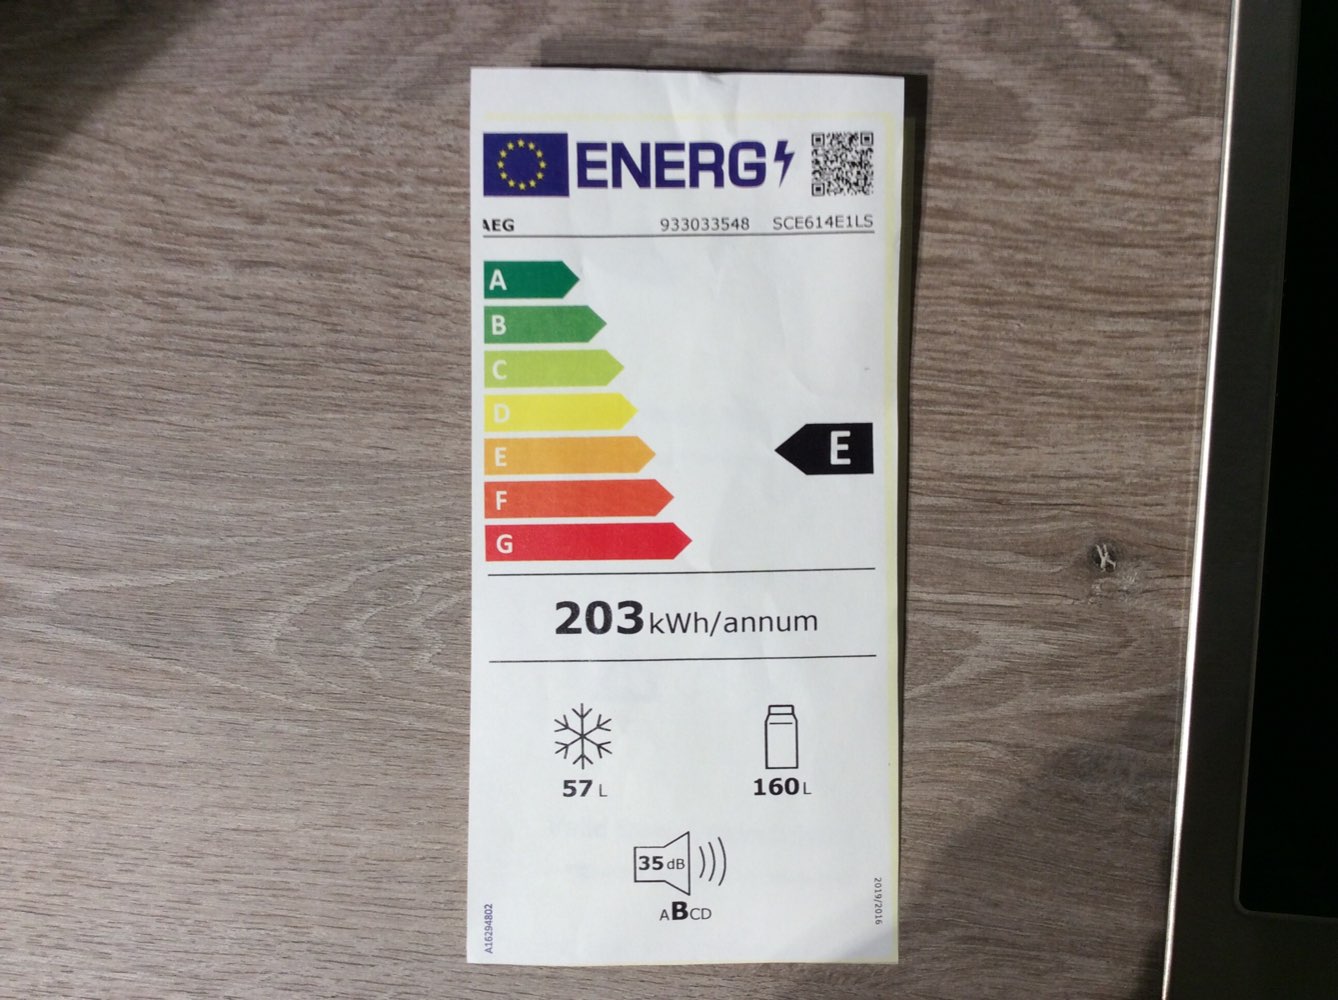 ENERG
AEG 933033548 SCE614E1LS
A
B
C
D
E
E
F
G
203 kWh/annum
57 L
160 L
35 dB
ABCD
2019/2016
A16294802